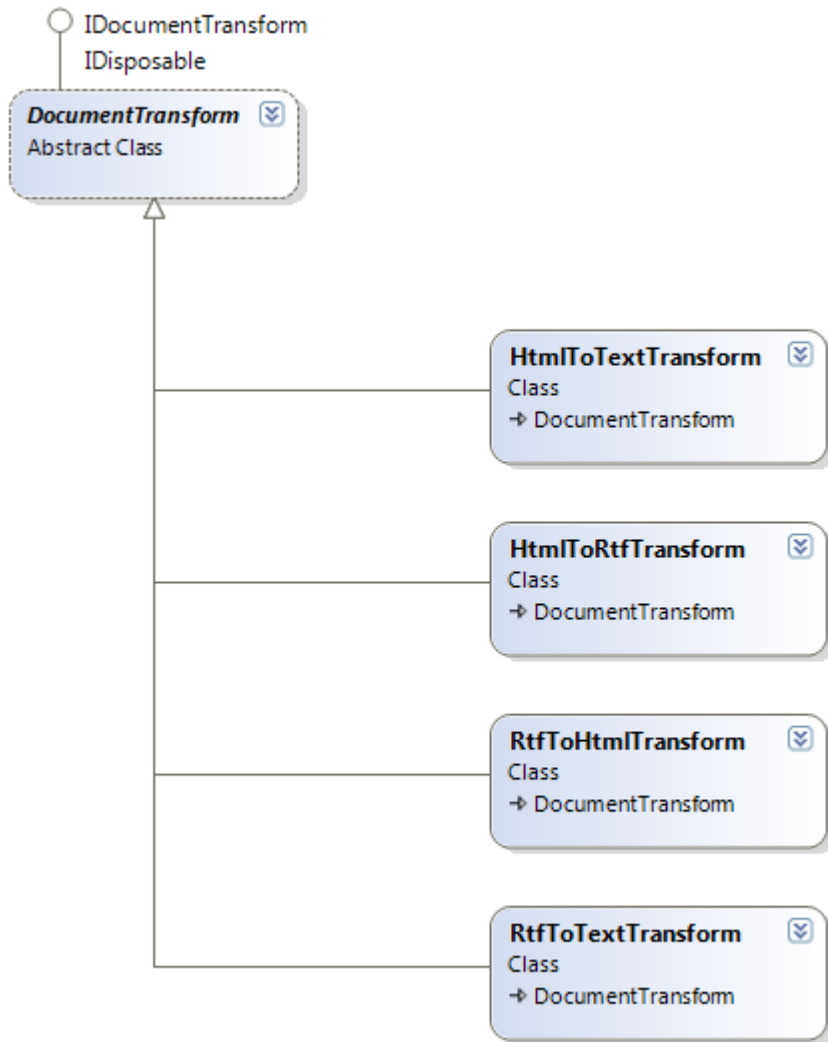 IDocumentTransform
IDisposable
DocumentTransform
Abstract Class
HtmlToTextTransform
Class
DocumentTransform
HtmlToRtfTransform
Class
DocumentTransform
RtfToHtmlTransform
Class
DocumentTransform
RtfToTextTransform
Class
DocumentTransform